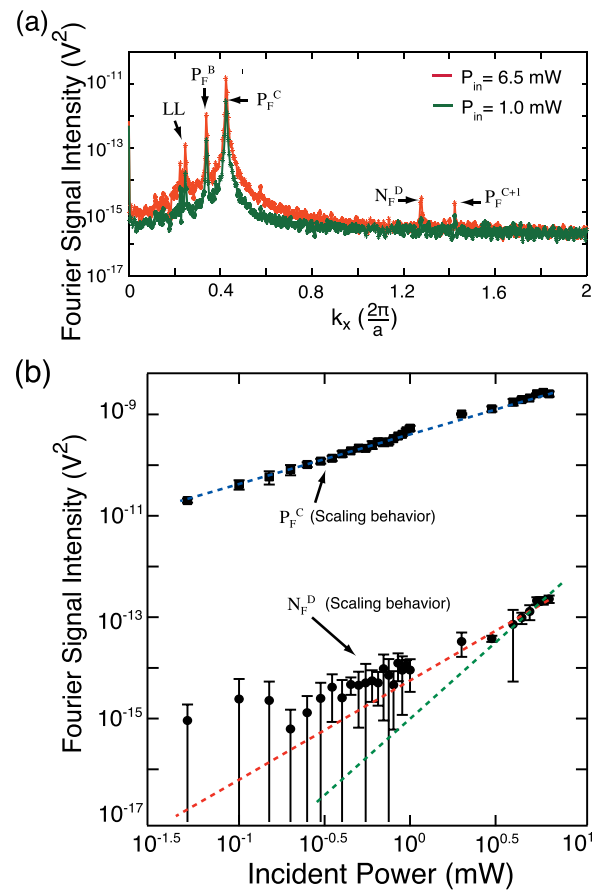 (a)
Fourier Signal Intensity (V²)
10⁻¹¹
10⁻¹³
10⁻¹⁵
10⁻¹⁷
LL
P_F^B
P_F^C
N_F^D
P_F^C+1
P_in= 6.5 mW
P_in= 1.0 mW
0 0.4 0.8 1.2 1.6 2
k_x (2π/a)
(b)
Fourier Signal Intensity (V²)
10⁻⁹
10⁻¹¹
10⁻¹³
10⁻¹⁵
10⁻¹⁷
P_F^C (Scaling behavior)
N_F^D (Scaling behavior)
10⁻¹·⁵ 10⁻¹ 10⁻⁰·⁵ 10⁰ 10⁰·⁵ 10¹
Incident Power (mW)